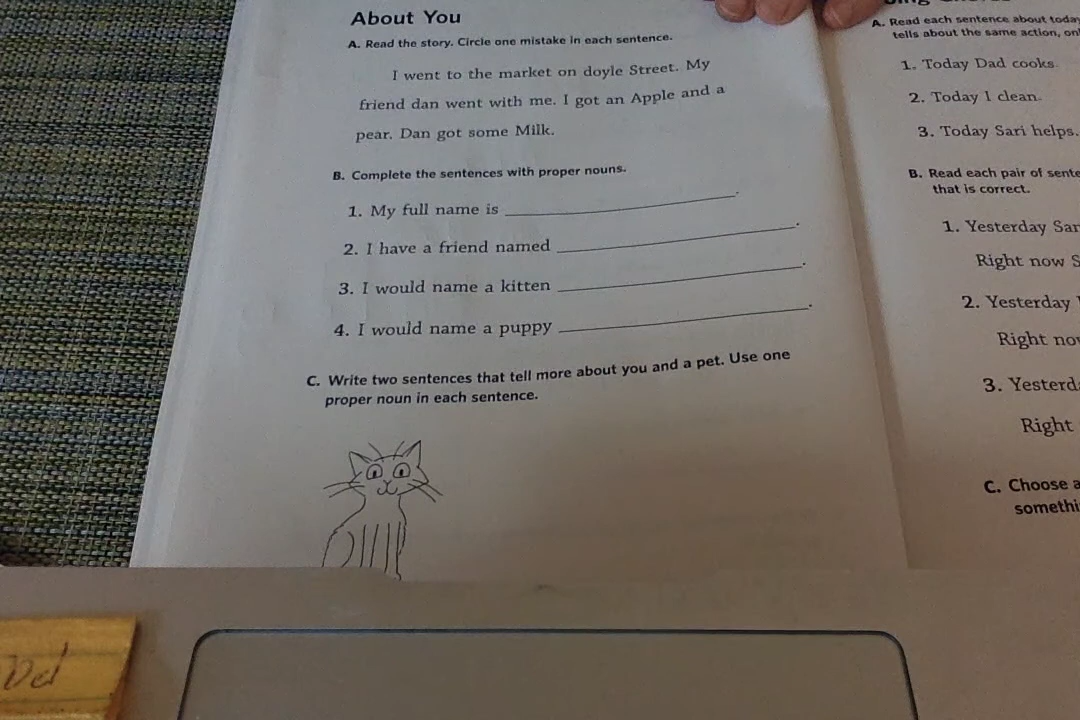 About You
A. Read the story. Circle one mistake in each sentence.
I went to the market on doyle Street. My
friend dan went with me. I got an Apple and a
pear. Dan got some Milk.
B. Complete the sentences with proper nouns.
1. My full name is .
2. I have a friend named .
3. I would name a kitten .
4. I would name a puppy .
C. Write two sentences that tell more about you and a pet. Use one
proper noun in each sentence.
A. Read each sentence about today
tells about the same action, on
1. Today Dad cooks.
2. Today I clean.
3. Today Sari helps.
B. Read each pair of sente
that is correct.
1. Yesterday Sar
Right now S
2. Yesterday
Right no
3. Yesterd
Right
C. Choose a
somethi